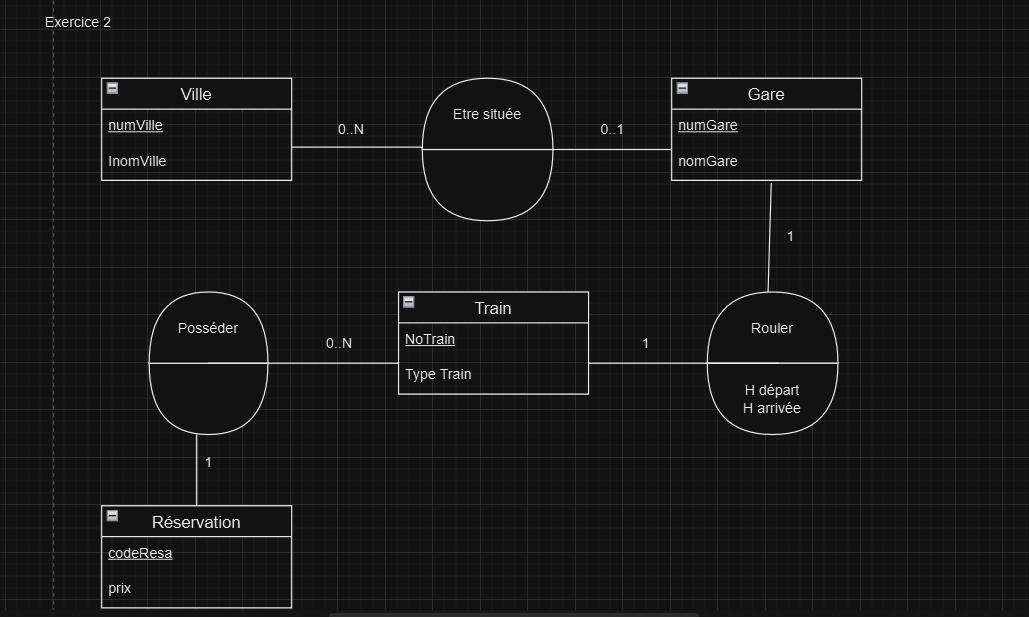 Exercice 2
Ville
numVille
InomVille
0..N
Etre située
0..1
Gare
numGare
nomGare
1
Posséder
0..N
Train
NoTrain
Type Train
1
Rouler
H départ
H arrivée
1
Réservation
codeResa
prix